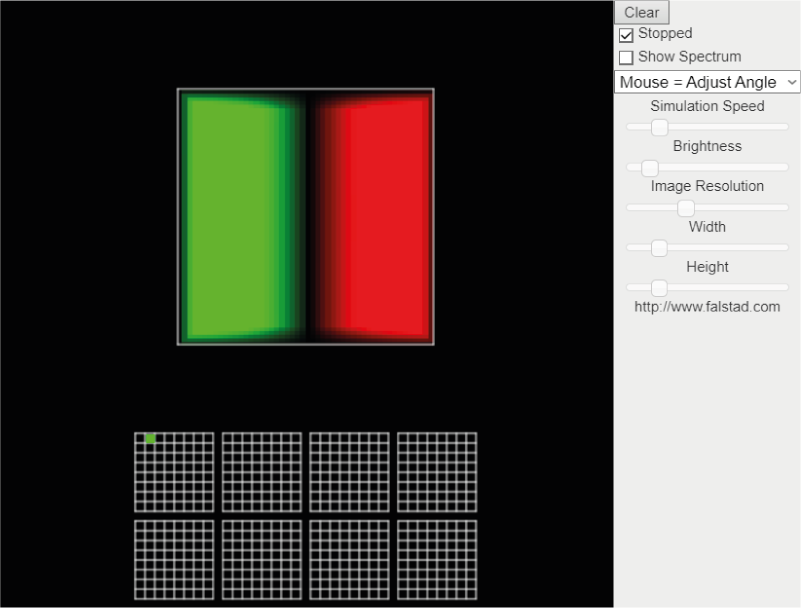 Clear
Stopped
Show Spectrum
Mouse = Adjust Angle
Simulation Speed
Brightness
Image Resolution
Width
Height
http://www.falstad.com